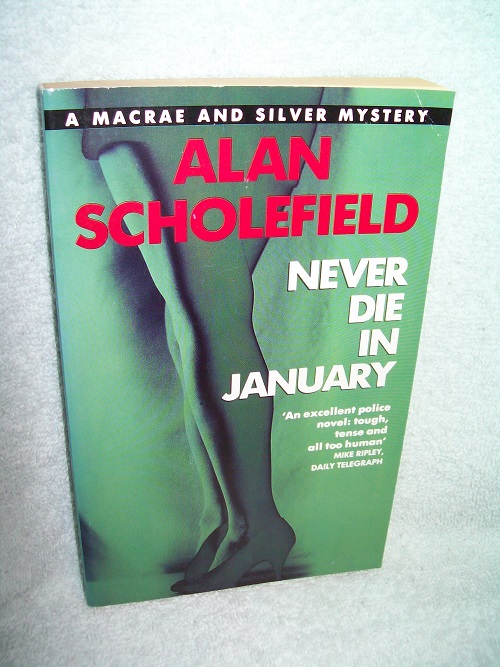 A MACRAE AND SILVER MYSTERY
ALAN
SCHOLEFIELD
NEVER
DIE
IN
JANUARY
'An excellent police
novel: tough,
tense and
all too human'
MIKE RIPLEY,
DAILY TELEGRAPH